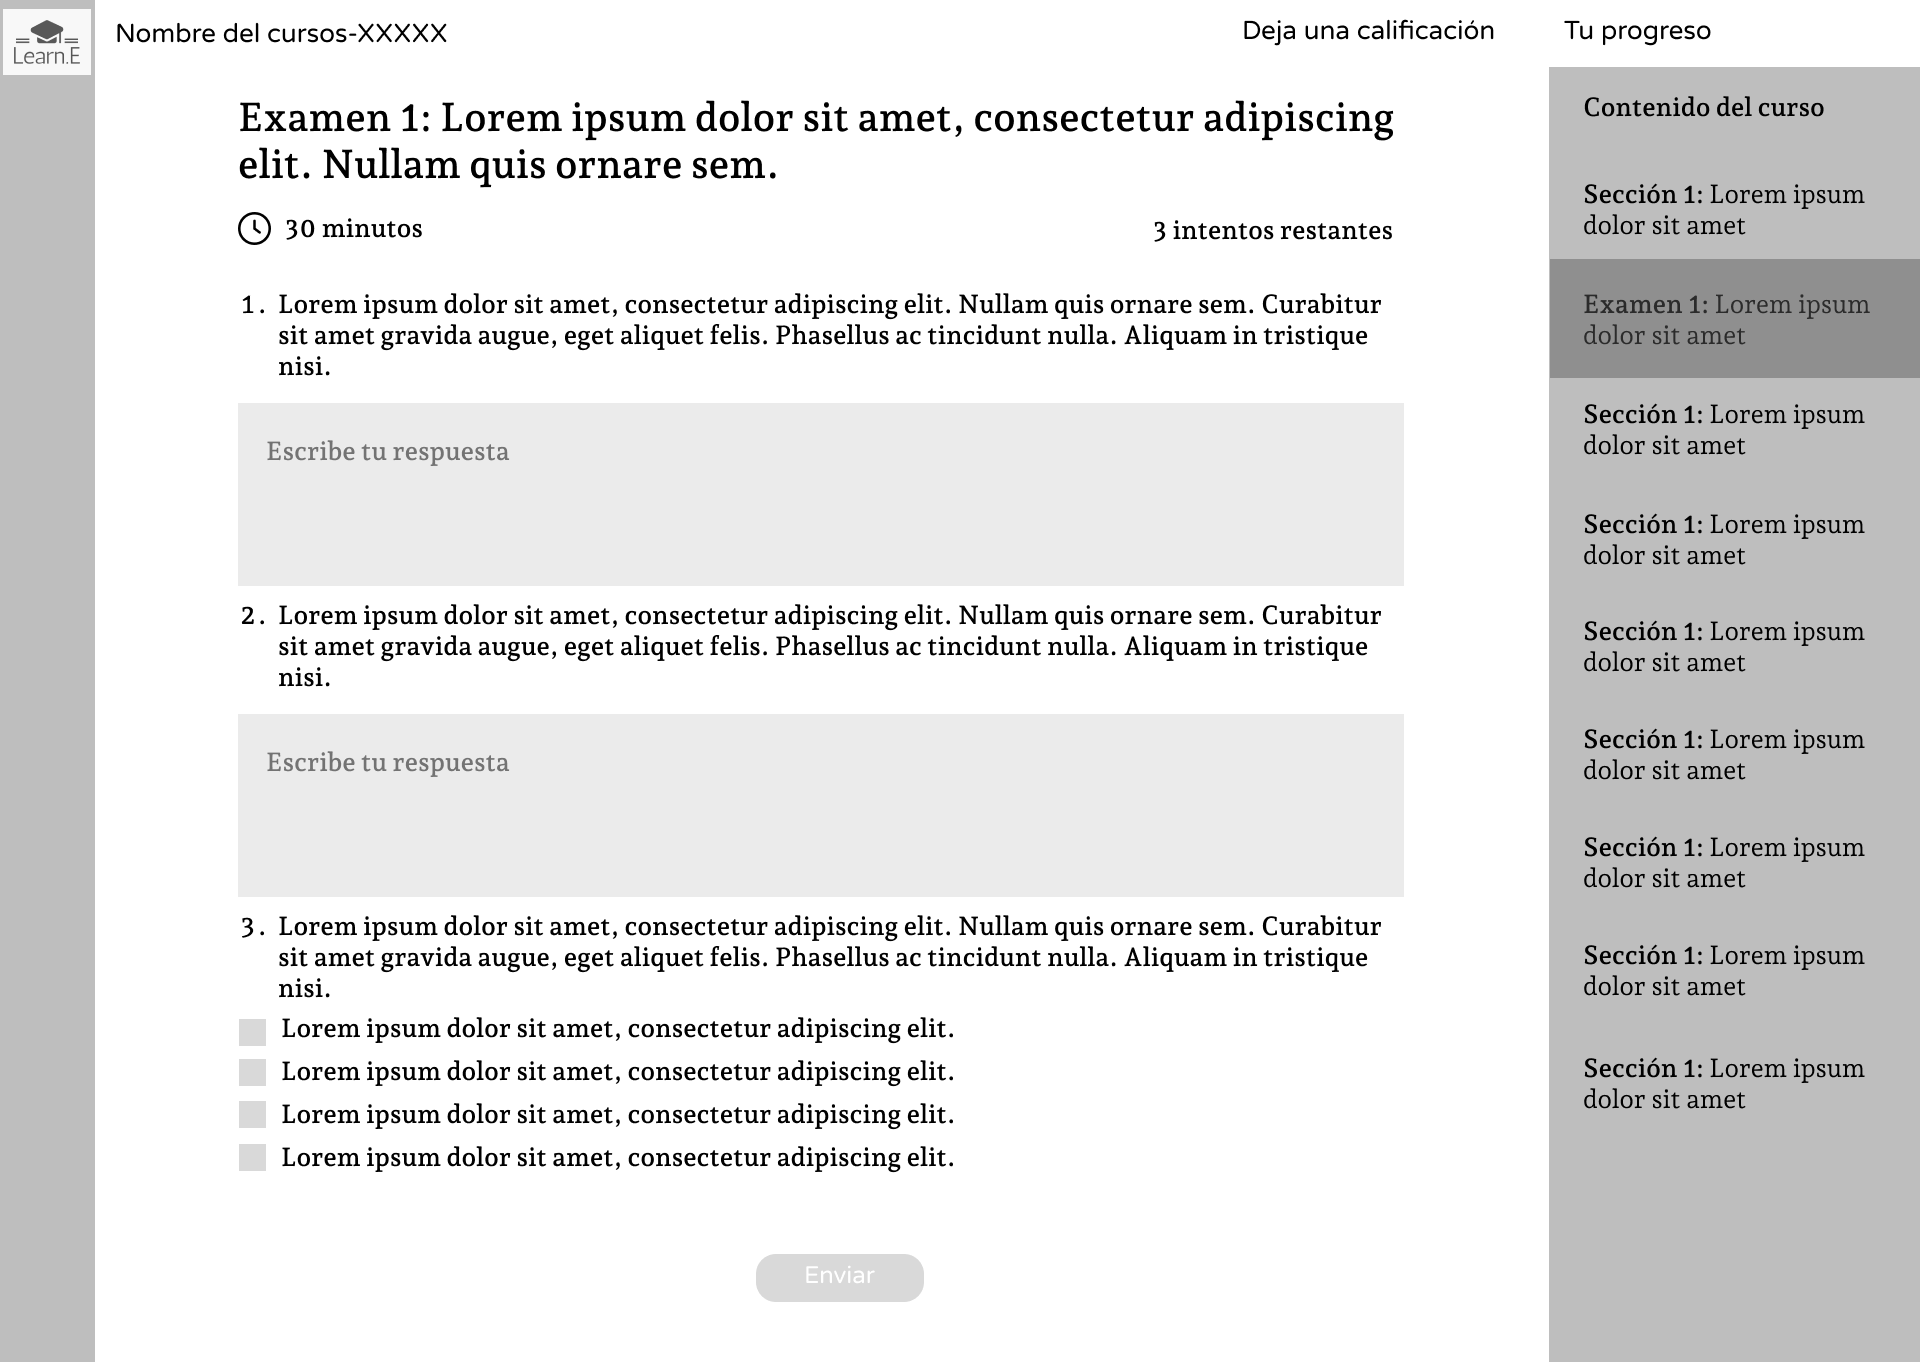 Learn.E
Nombre del cursos-XXXXX
Deja una calificación
Tu progreso
Examen 1: Lorem ipsum dolor sit amet, consectetur adipiscing
elit. Nullam quis ornare sem.
30 minutos
3 intentos restantes
1. Lorem ipsum dolor sit amet, consectetur adipiscing elit. Nullam quis ornare sem. Curabitur
sit amet gravida augue, eget aliquet felis. Phasellus ac tincidunt nulla. Aliquam in tristique
nisi.
Escribe tu respuesta
2. Lorem ipsum dolor sit amet, consectetur adipiscing elit. Nullam quis ornare sem. Curabitur
sit amet gravida augue, eget aliquet felis. Phasellus ac tincidunt nulla. Aliquam in tristique
nisi.
Escribe tu respuesta
3. Lorem ipsum dolor sit amet, consectetur adipiscing elit. Nullam quis ornare sem. Curabitur
sit amet gravida augue, eget aliquet felis. Phasellus ac tincidunt nulla. Aliquam in tristique
nisi.
Lorem ipsum dolor sit amet, consectetur adipiscing elit.
Lorem ipsum dolor sit amet, consectetur adipiscing elit.
Lorem ipsum dolor sit amet, consectetur adipiscing elit.
Lorem ipsum dolor sit amet, consectetur adipiscing elit.
Enviar
Contenido del curso
Sección 1: Lorem ipsum
dolor sit amet
Examen 1: Lorem ipsum
dolor sit amet
Sección 1: Lorem ipsum
dolor sit amet
Sección 1: Lorem ipsum
dolor sit amet
Sección 1: Lorem ipsum
dolor sit amet
Sección 1: Lorem ipsum
dolor sit amet
Sección 1: Lorem ipsum
dolor sit amet
Sección 1: Lorem ipsum
dolor sit amet
Sección 1: Lorem ipsum
dolor sit amet